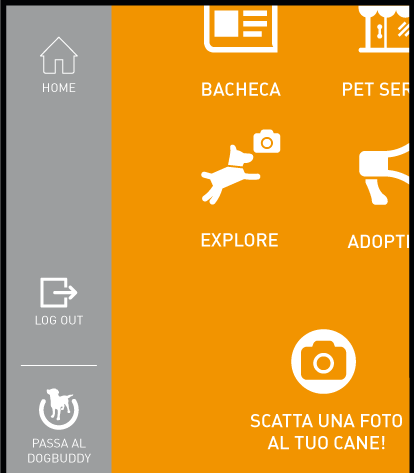 HOME
BACHECA
PET SER
EXPLORE
ADOPTI
LOG OUT
SCATTA UNA FOTO
AL TUO CANE!
PASSA AL
DOGBUDDY